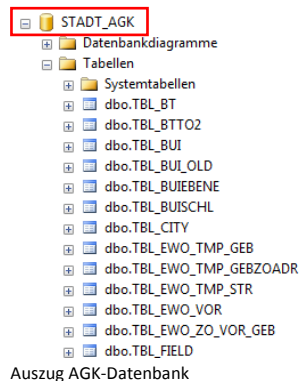 STADT_AGK
Datenbankdiagramme
Tabellen
Systemtabellen
dbo.TBL_BT
dbo.TBL_BTTO2
dbo.TBL_BUI
dbo.TBL_BUI_OLD
dbo.TBL_BUIEBENE
dbo.TBL_BUISCHL
dbo.TBL_CITY
dbo.TBL_EWO_TMP_GEB
dbo.TBL_EWO_TMP_GEBZOADR
dbo.TBL_EWO_TMP_STR
dbo.TBL_EWO_VOR
dbo.TBL_EWO_ZO_VOR_GEB
dbo.TBL_FIELD
Auszug AGK-Datenbank